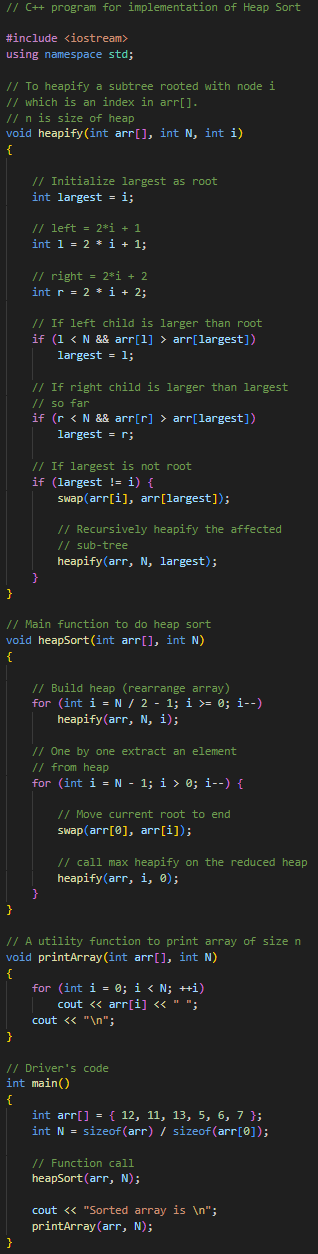 // C++ program for implementation of Heap Sort
#include <iostream>
using namespace std;
// To heapify a subtree rooted with node i
// which is an index in arr[].
// n is size of heap
void heapify(int arr[], int N, int i)
{
    // Initialize largest as root
    int largest = i;
    // left = 2*i + 1
    int l = 2 * i + 1;
    // right = 2*i + 2
    int r = 2 * i + 2;
    // If left child is larger than root
    if (l < N && arr[l] > arr[largest])
        largest = l;
    // If right child is larger than largest
    // so far
    if (r < N && arr[r] > arr[largest])
        largest = r;
    // If largest is not root
    if (largest != i) {
        swap(arr[i], arr[largest]);
        // Recursively heapify the affected
        // sub-tree
        heapify(arr, N, largest);
    }
}
// Main function to do heap sort
void heapSort(int arr[], int N)
{
    // Build heap (rearrange array)
    for (int i = N / 2 - 1; i >= 0; i--)
        heapify(arr, N, i);
    // One by one extract an element
    // from heap
    for (int i = N - 1; i > 0; i--) {
        // Move current root to end
        swap(arr[0], arr[i]);
        // call max heapify on the reduced heap
        heapify(arr, i, 0);
    }
}
// A utility function to print array of size n
void printArray(int arr[], int N)
{
    for (int i = 0; i < N; ++i)
        cout << arr[i] << " ";
    cout << "\n";
}
// Driver's code
int main()
{
    int arr[] = { 12, 11, 13, 5, 6, 7 };
    int N = sizeof(arr) / sizeof(arr[0]);
    // Function call
    heapSort(arr, N);
    cout << "Sorted array is \n";
    printArray(arr, N);
}